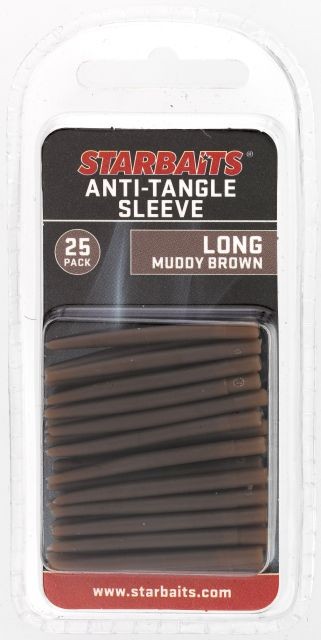 STARBAITS®
ANTI-TANGLE
SLEEVE
25
PACK
LONG
MUDDY BROWN
www.starbaits.com